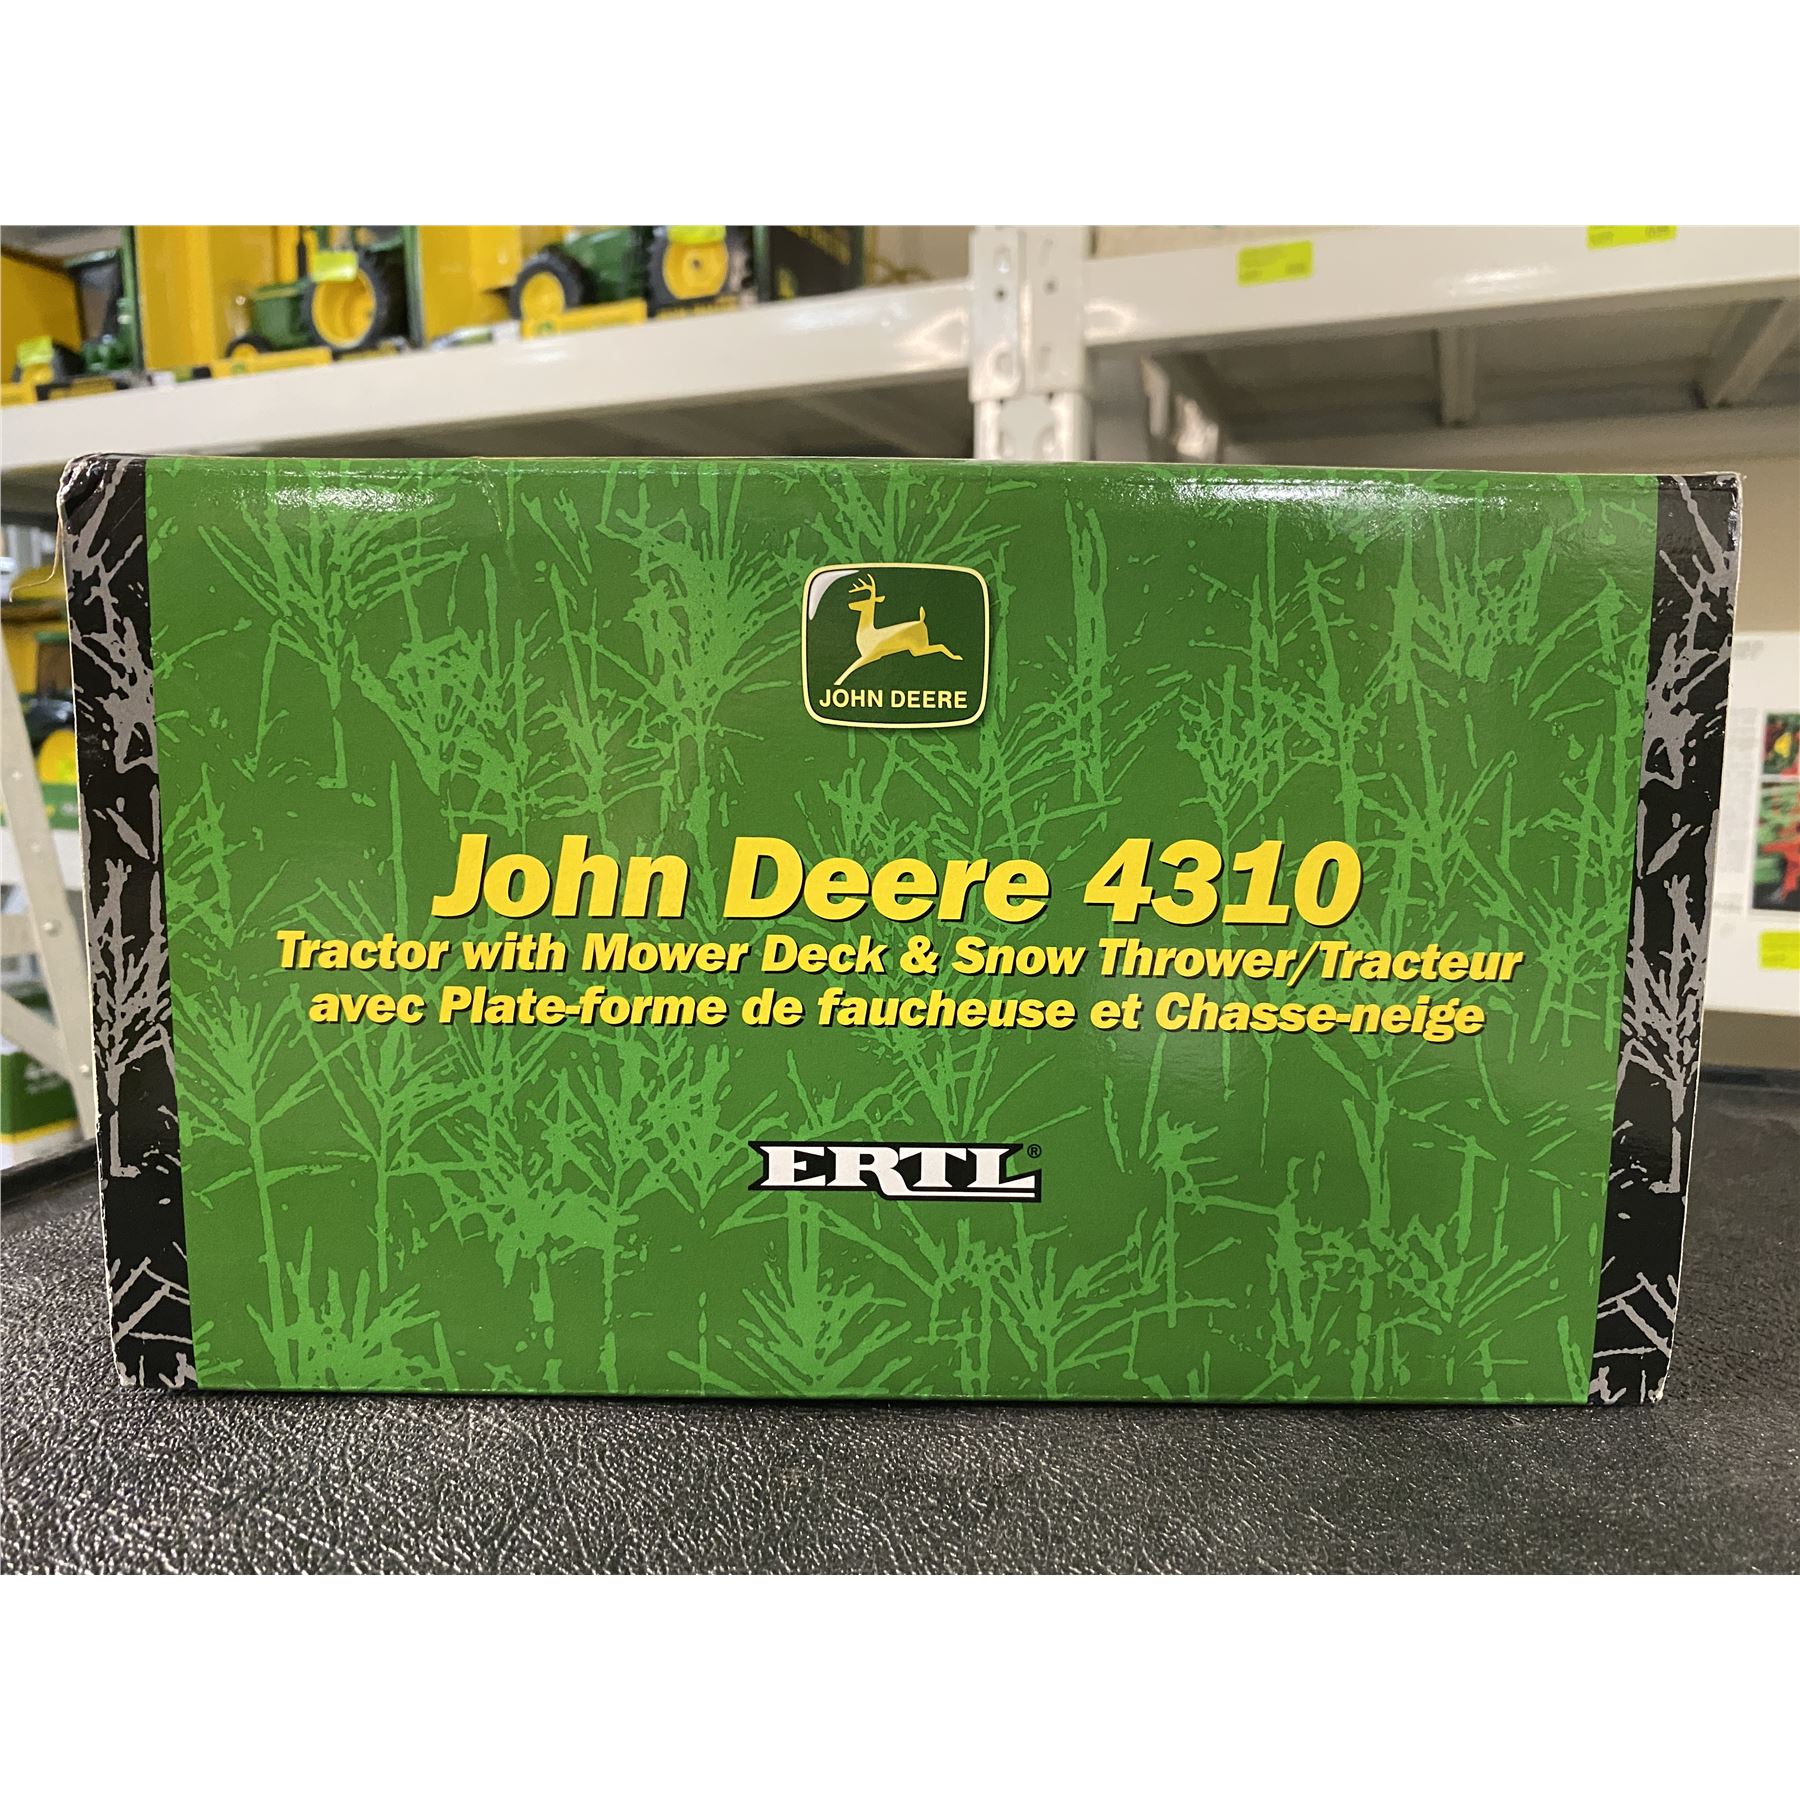 JOHN DEERE
John Deere 4310
Tractor with Mower Deck & Snow Thrower/Tracteur
avec Plate-forme de faucheuse et Chasse-neige
ERTL®